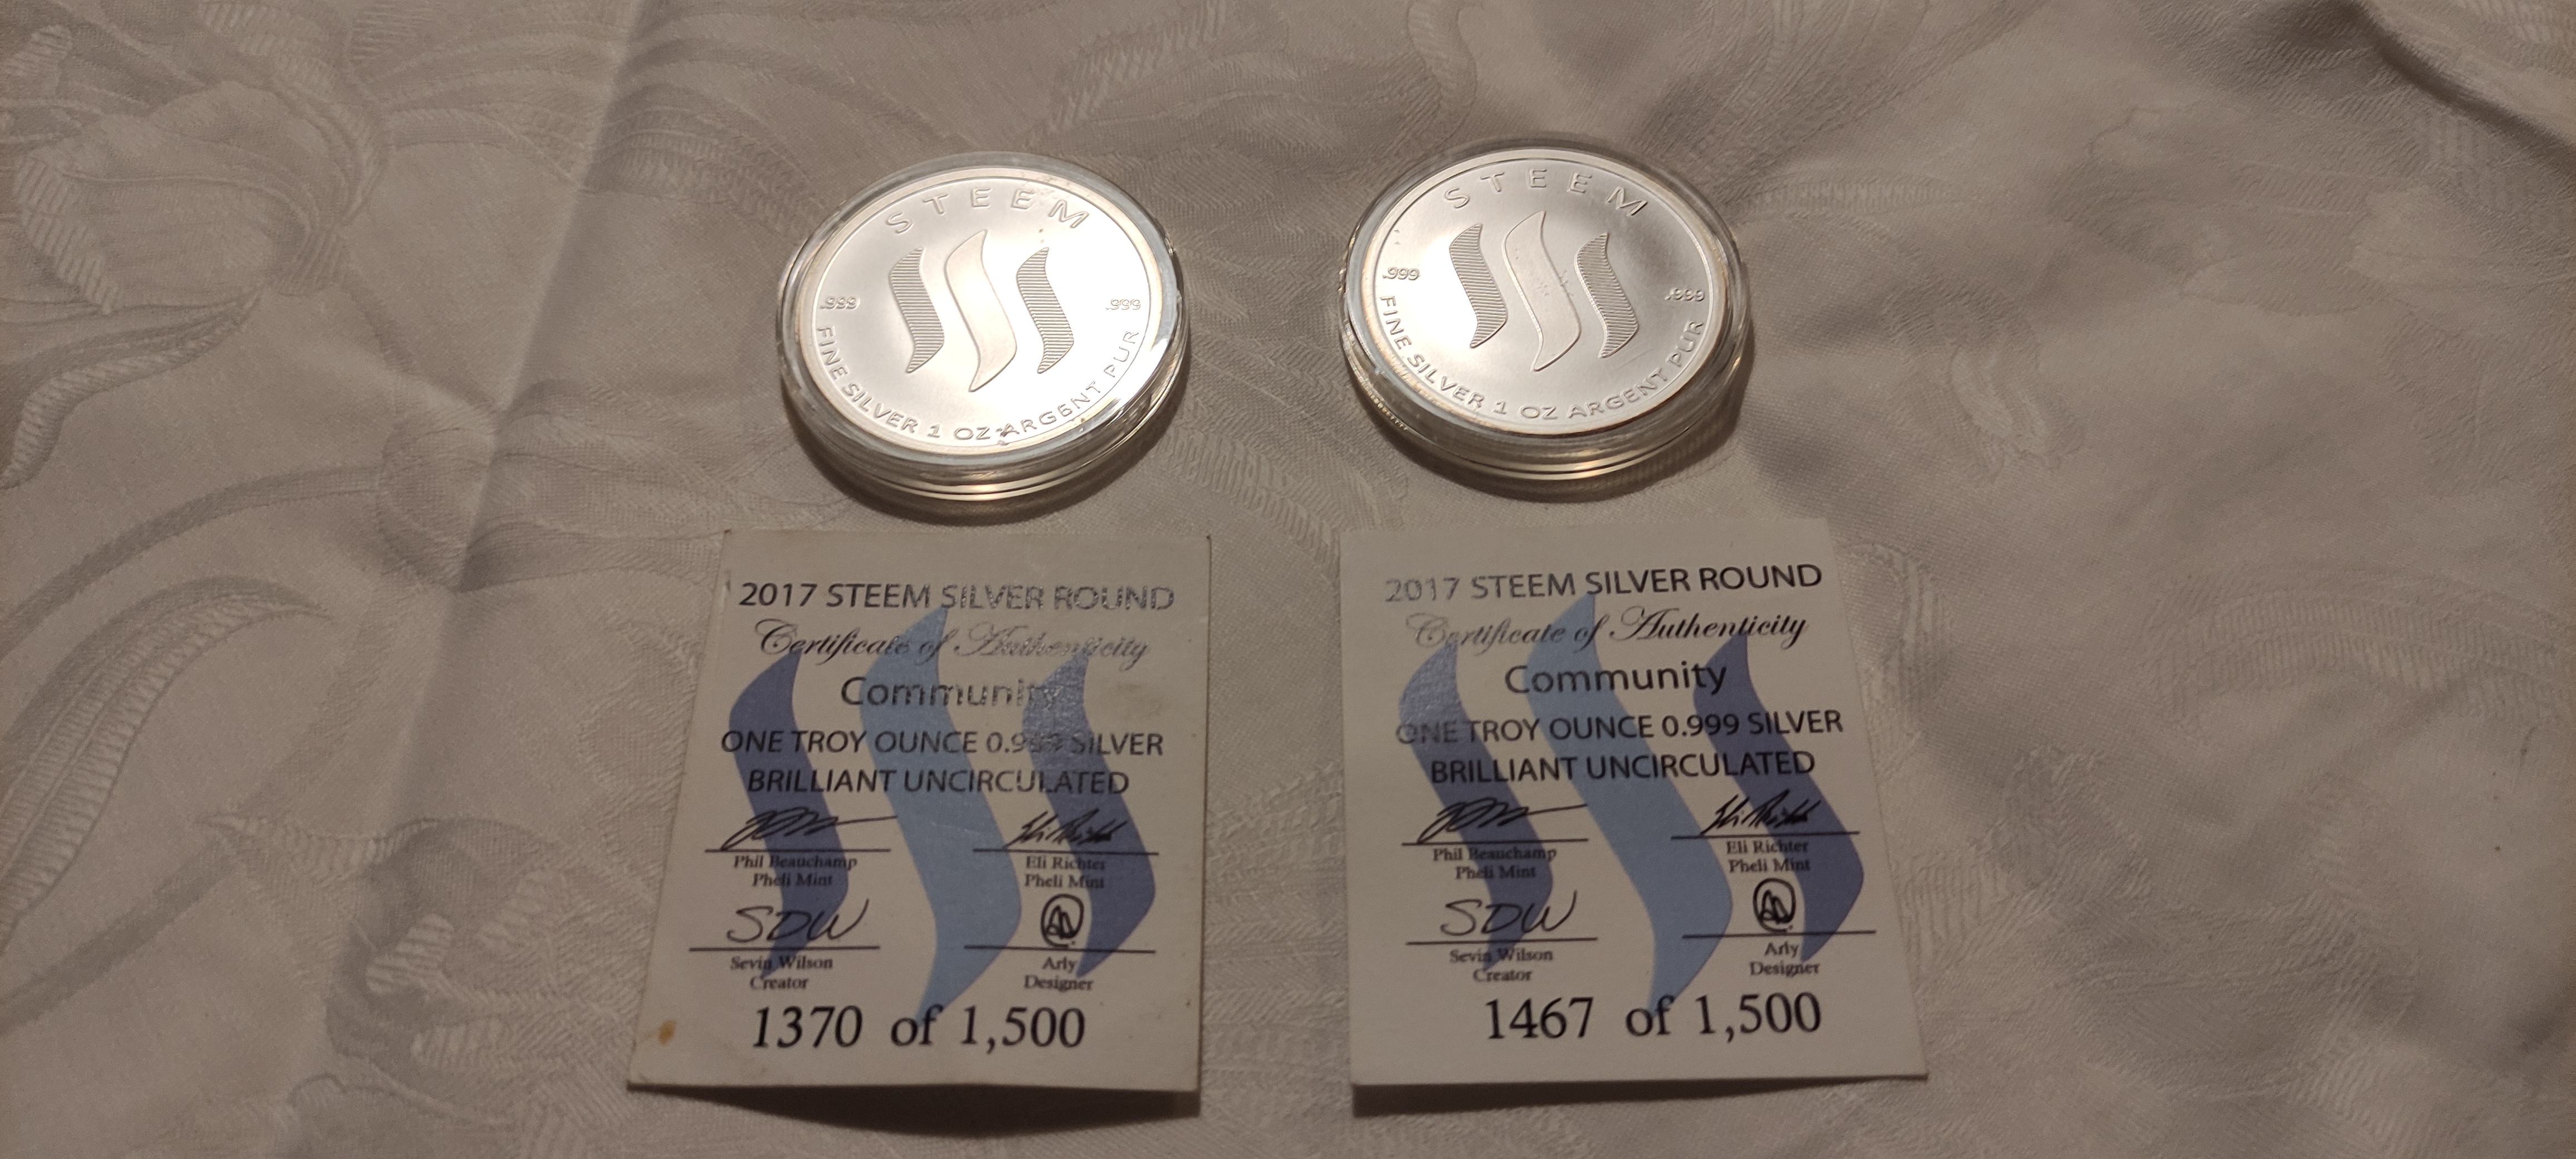 STEEM
.999 .999
FINE SILVER 1 OZ ARGENT PUR
STEEM
.999 .999
FINE SILVER 1 OZ ARGENT PUR
2017 STEEM SILVER ROUND
Certificate of Authenticity
Community
ONE TROY OUNCE 0.999 SILVER
BRILLIANT UNCIRCULATED
Phil Beauchamp
Pheli Mint
Eli Richter
Pheli Mint
SDW
Sevin Wilson
Creator
Arly
Designer
1370 of 1,500
2017 STEEM SILVER ROUND
Certificate of Authenticity
Community
ONE TROY OUNCE 0.999 SILVER
BRILLIANT UNCIRCULATED
Phil Beauchamp
Pheli Mint
Eli Richter
Pheli Mint
SDW
Sevin Wilson
Creator
Arly
Designer
1467 of 1,500